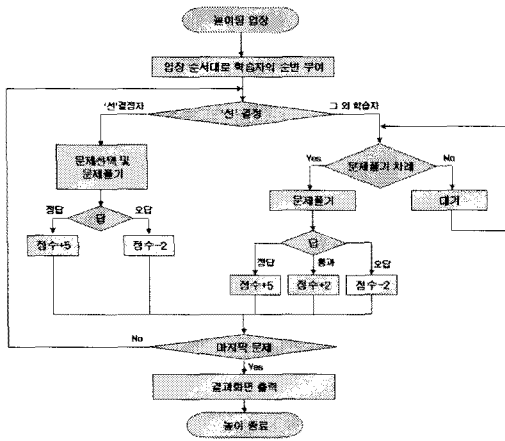 놀이방 입장
입장 순서대로 학습자의 순번 부여
'선' 결정
'선'결정자
그 외 학습자
문제선택 및
문제풀기
문제풀기 차례
Yes
No
문제풀기
대기
답
정답
오답
점수+5
점수-2
답
정답
통과
오답
점수+5
점수+2
점수-2
마지막 문제
No
Yes
결과화면 출력
놀이 완료